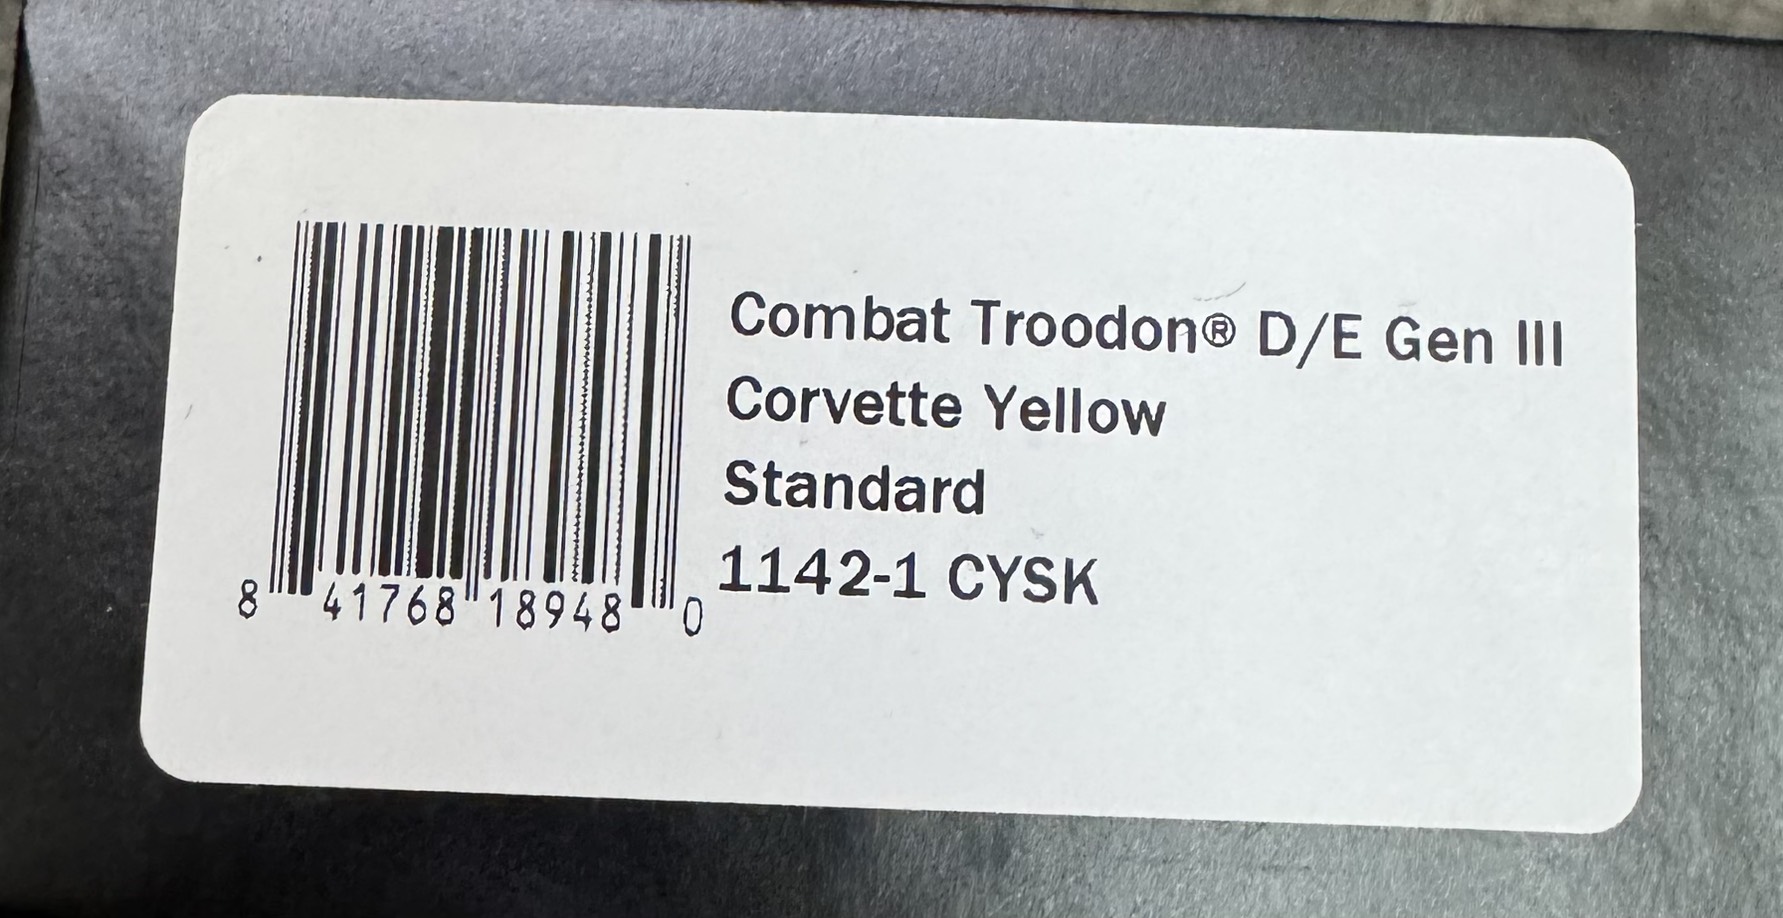 Combat Troodon® D/E Gen III
Corvette Yellow
Standard
1142-1 CYSK
8 41768 18948 0